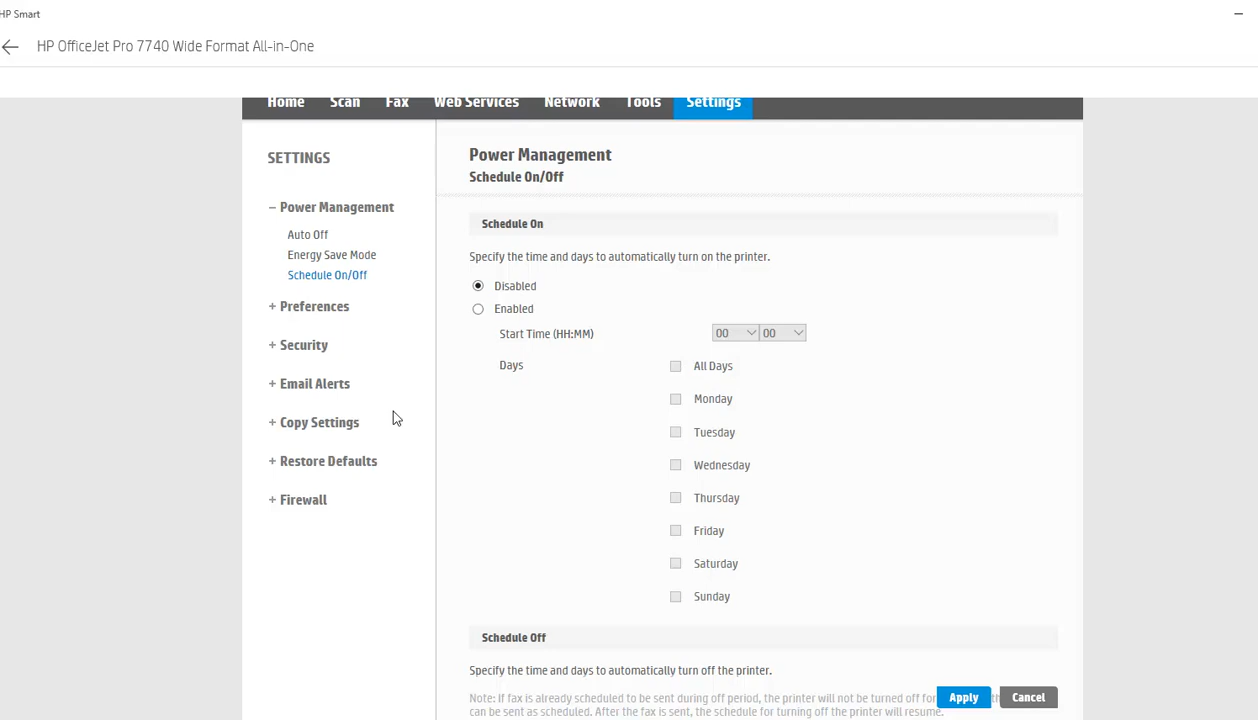 HP Smart
HP OfficeJet Pro 7740 Wide Format All-in-One
Home Scan Fax Web Services Network Tools Settings
SETTINGS
− Power Management
Auto Off
Energy Save Mode
Schedule On/Off
+ Preferences
+ Security
+ Email Alerts
+ Copy Settings
+ Restore Defaults
+ Firewall
Power Management
Schedule On/Off
Schedule On
Specify the time and days to automatically turn on the printer.
Disabled
Enabled
Start Time (HH:MM) 00 00
Days
All Days
Monday
Tuesday
Wednesday
Thursday
Friday
Saturday
Sunday
Schedule Off
Specify the time and days to automatically turn off the printer.
Note: If fax is already scheduled to be sent during off period, the printer will not be turned off for
can be sent as scheduled. After the fax is sent, the schedule for turning off the printer will resume.
Apply Cancel